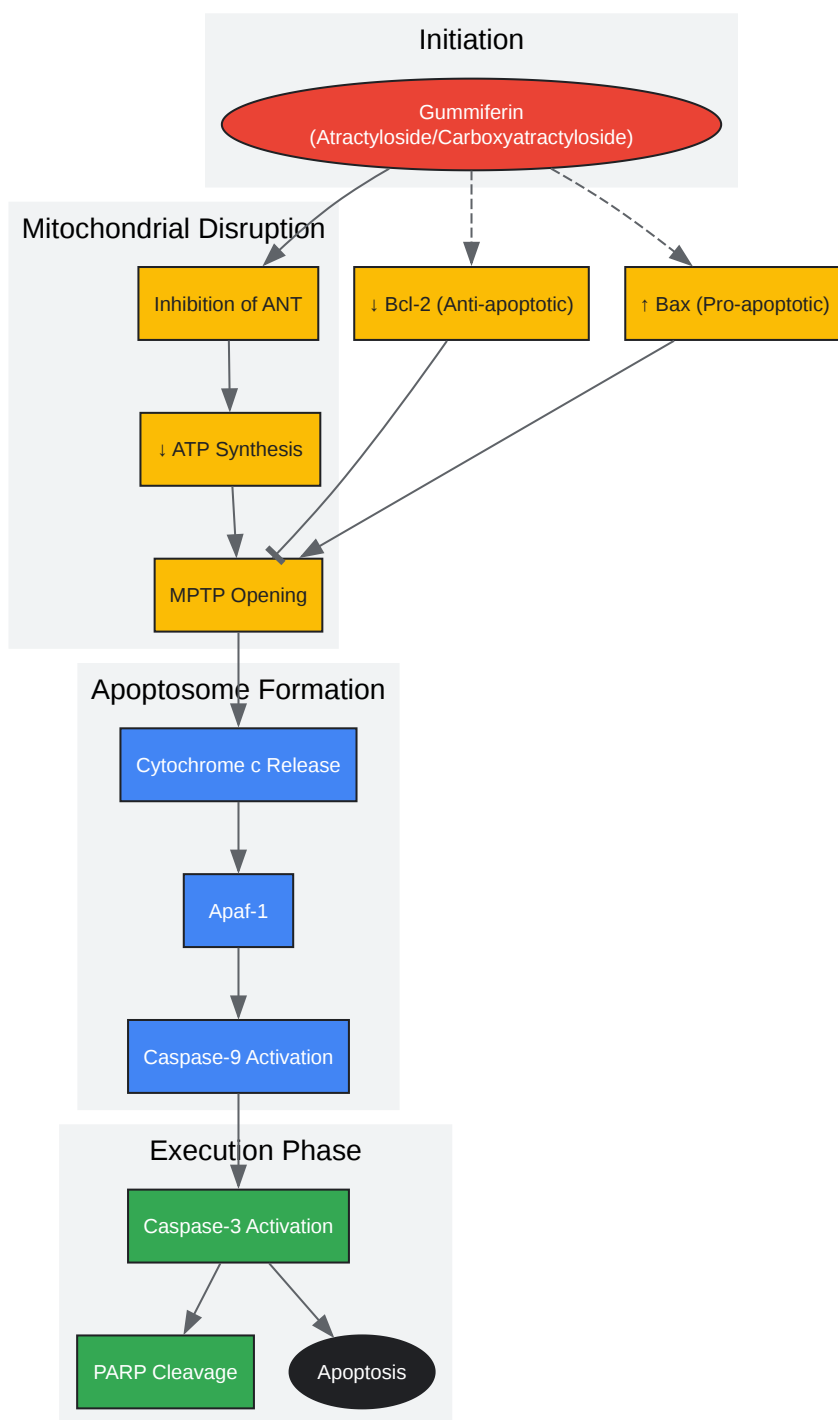 Initiation
Gummiferin
(Atractyloside/Carboxyatractyloside)
Mitochondrial Disruption
Inhibition of ANT
↓ Bcl-2 (Anti-apoptotic)
↑ Bax (Pro-apoptotic)
↓ ATP Synthesis
MPTP Opening
Apoptosome Formation
Cytochrome c Release
Apaf-1
Caspase-9 Activation
Execution Phase
Caspase-3 Activation
PARP Cleavage
Apoptosis